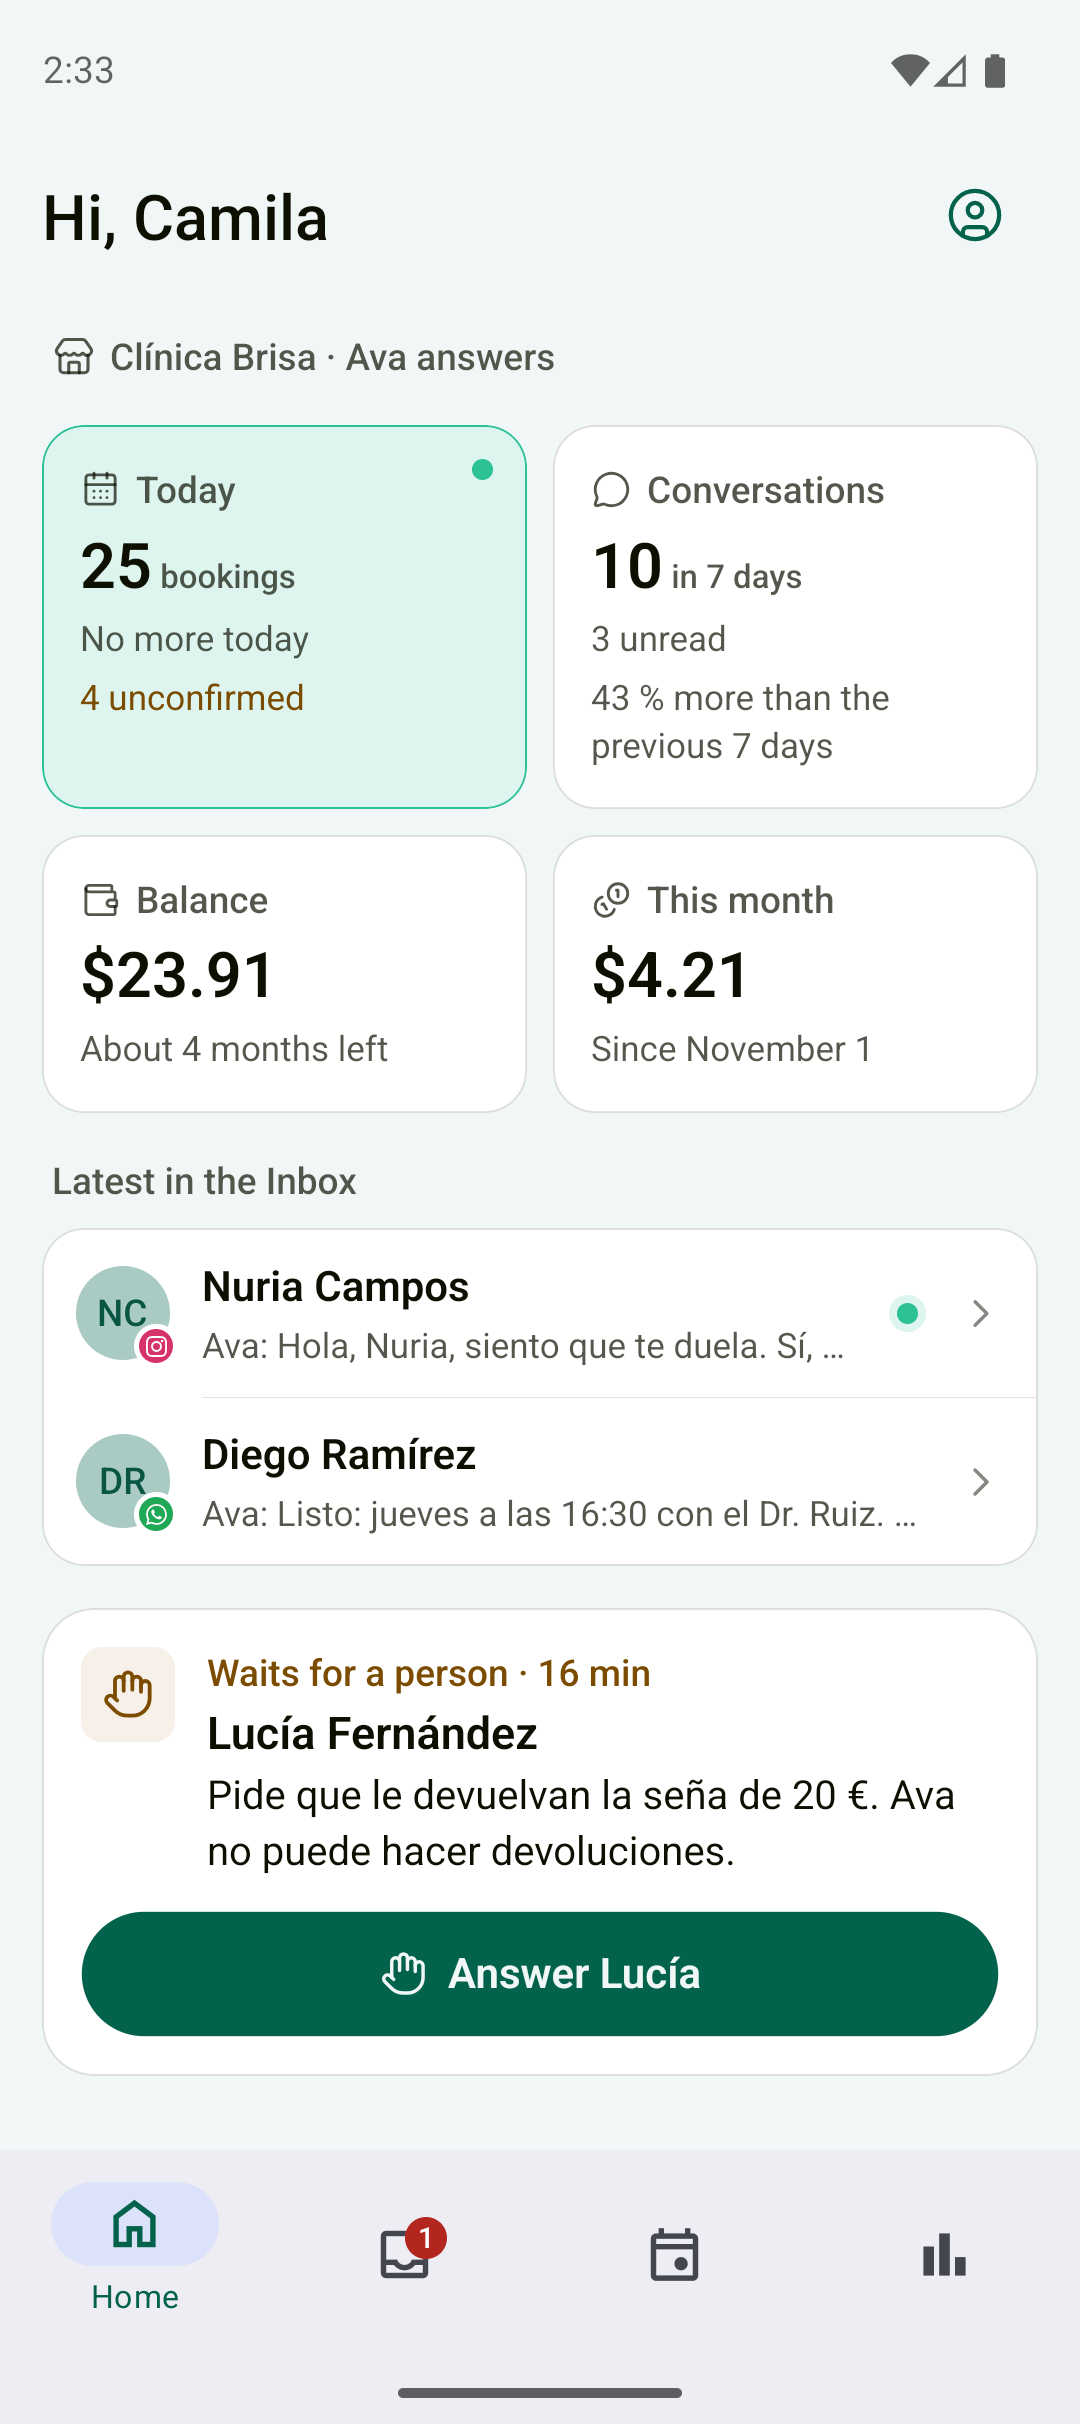 2:33
Hi, Camila
Clínica Brisa · Ava answers
Today
25 bookings
No more today
4 unconfirmed
Conversations
10 in 7 days
3 unread
43 % more than the
previous 7 days
Balance
$23.91
About 4 months left
This month
$4.21
Since November 1
Latest in the Inbox
NC
Nuria Campos
Ava: Hola, Nuria, siento que te duela. Sí, …
DR
Diego Ramírez
Ava: Listo: jueves a las 16:30 con el Dr. Ruiz. …
Waits for a person · 16 min
Lucía Fernández
Pide que le devuelvan la seña de 20 €. Ava
no puede hacer devoluciones.
Answer Lucía
1
Home